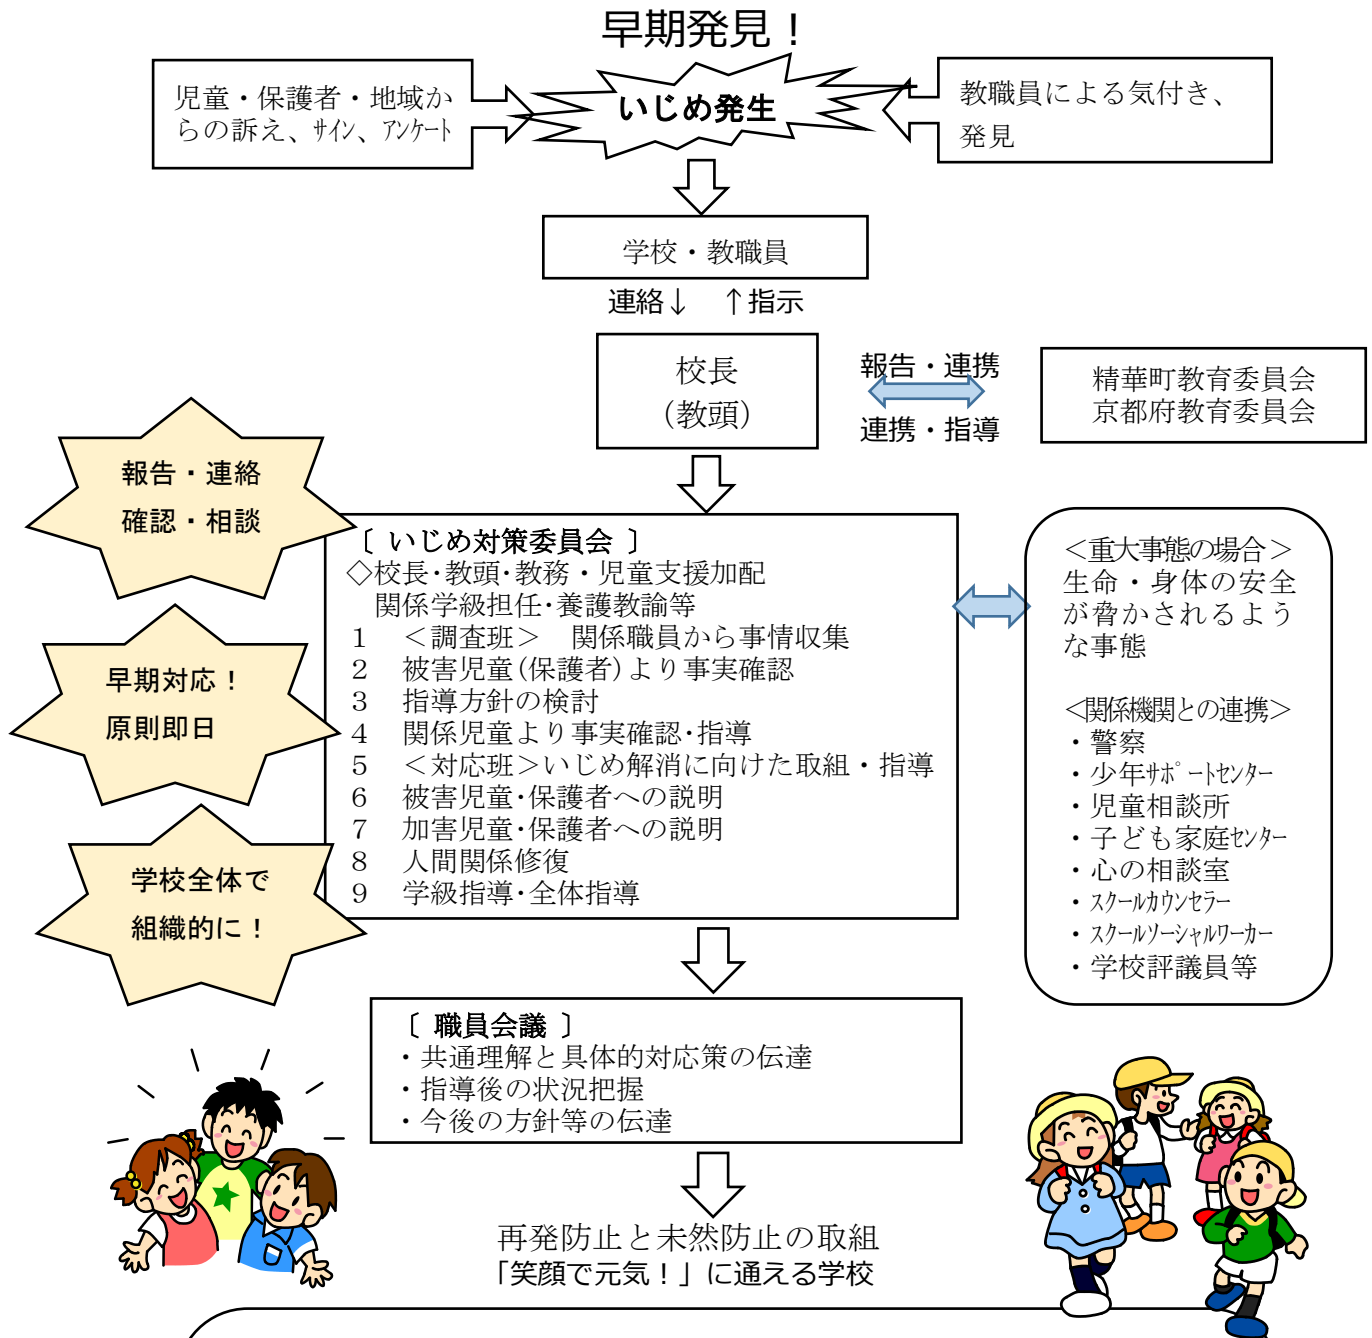 早期発見！
児童・保護者・地域か
らの訴え、ｻｲﾝ、ｱﾝｹｰﾄ
いじめ発生
教職員による気付き、
発見
学校・教職員
連絡↓　↑指示
校長
（教頭）
報告・連携
連携・指導
精華町教育委員会
京都府教育委員会
報告・連絡
確認・相談
早期対応！
原則即日
学校全体で
組織的に！
〔 いじめ対策委員会 〕
◇校長･教頭･教務・児童支援加配
関係学級担任･養護教諭等
１　＜調査班＞　関係職員から事情収集
２　被害児童(保護者)より事実確認
３　指導方針の検討
４　関係児童より事実確認･指導
５　＜対応班＞いじめ解消に向けた取組・指導
６　被害児童･保護者への説明
７　加害児童･保護者への説明
８　人間関係修復
９　学級指導･全体指導
＜重大事態の場合＞
生命・身体の安全
が脅かされるよう
な事態
＜関係機関との連携＞
・警察
・少年ｻﾎﾟｰﾄｾﾝﾀｰ
・児童相談所
・子ども家庭ｾﾝﾀｰ
・心の相談室
・ｽｸｰﾙｶｳﾝｾﾗｰ
・ｽｸｰﾙｿｰｼｬﾙﾜｰｶｰ
・学校評議員等
〔 職員会議 〕
・共通理解と具体的対応策の伝達
・指導後の状況把握
・今後の方針等の伝達
再発防止と未然防止の取組
「笑顔で元気！」に通える学校